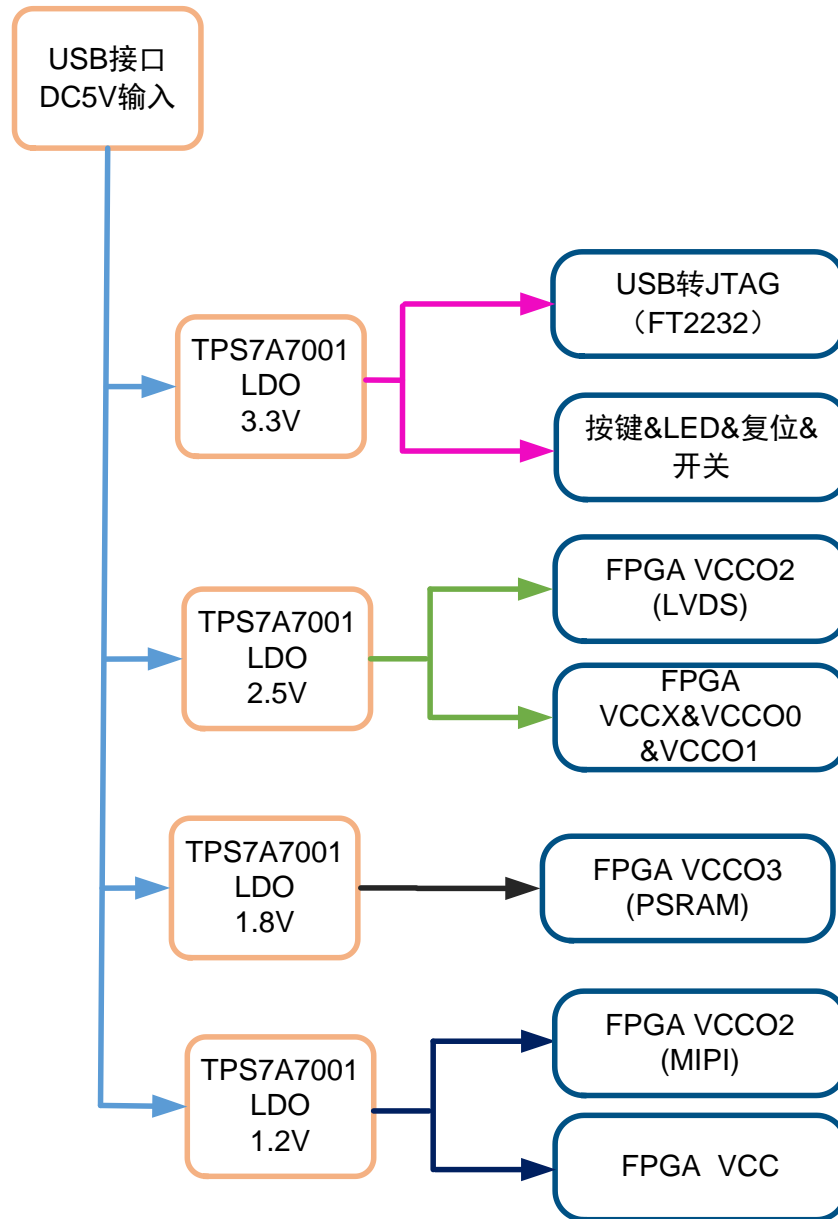 USB接口
DC5V输入
USB转JTAG
（FT2232）
TPS7A7001
LDO
3.3V
按键&LED&复位&
开关
FPGA VCCO2
(LVDS)
TPS7A7001
LDO
2.5V
FPGA
VCCX&VCCO0
&VCCO1
TPS7A7001
LDO
1.8V
FPGA VCCO3
(PSRAM)
FPGA VCCO2
(MIPI)
TPS7A7001
LDO
1.2V
FPGA  VCC